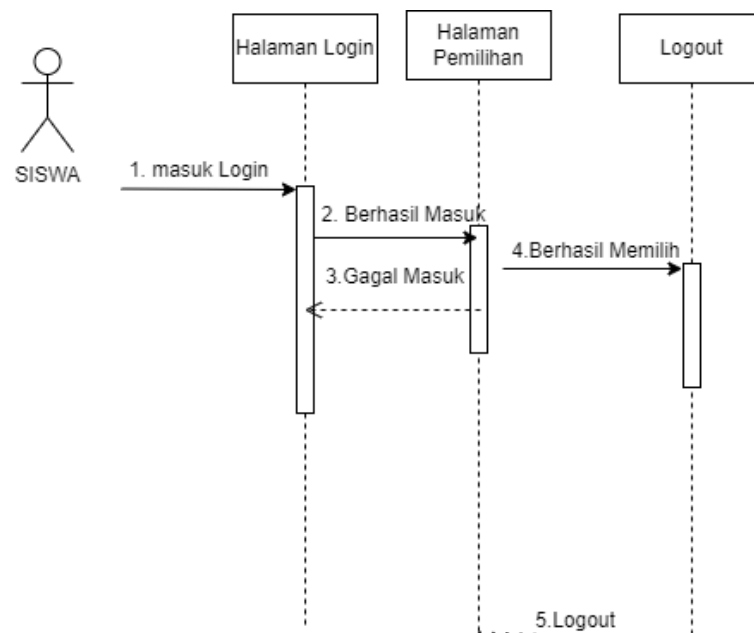 Halaman Login
Halaman
Pemilihan
Logout
SISWA
1. masuk Login
2. Berhasil Masuk
3.Gagal Masuk
4.Berhasil Memilih
5.Logout